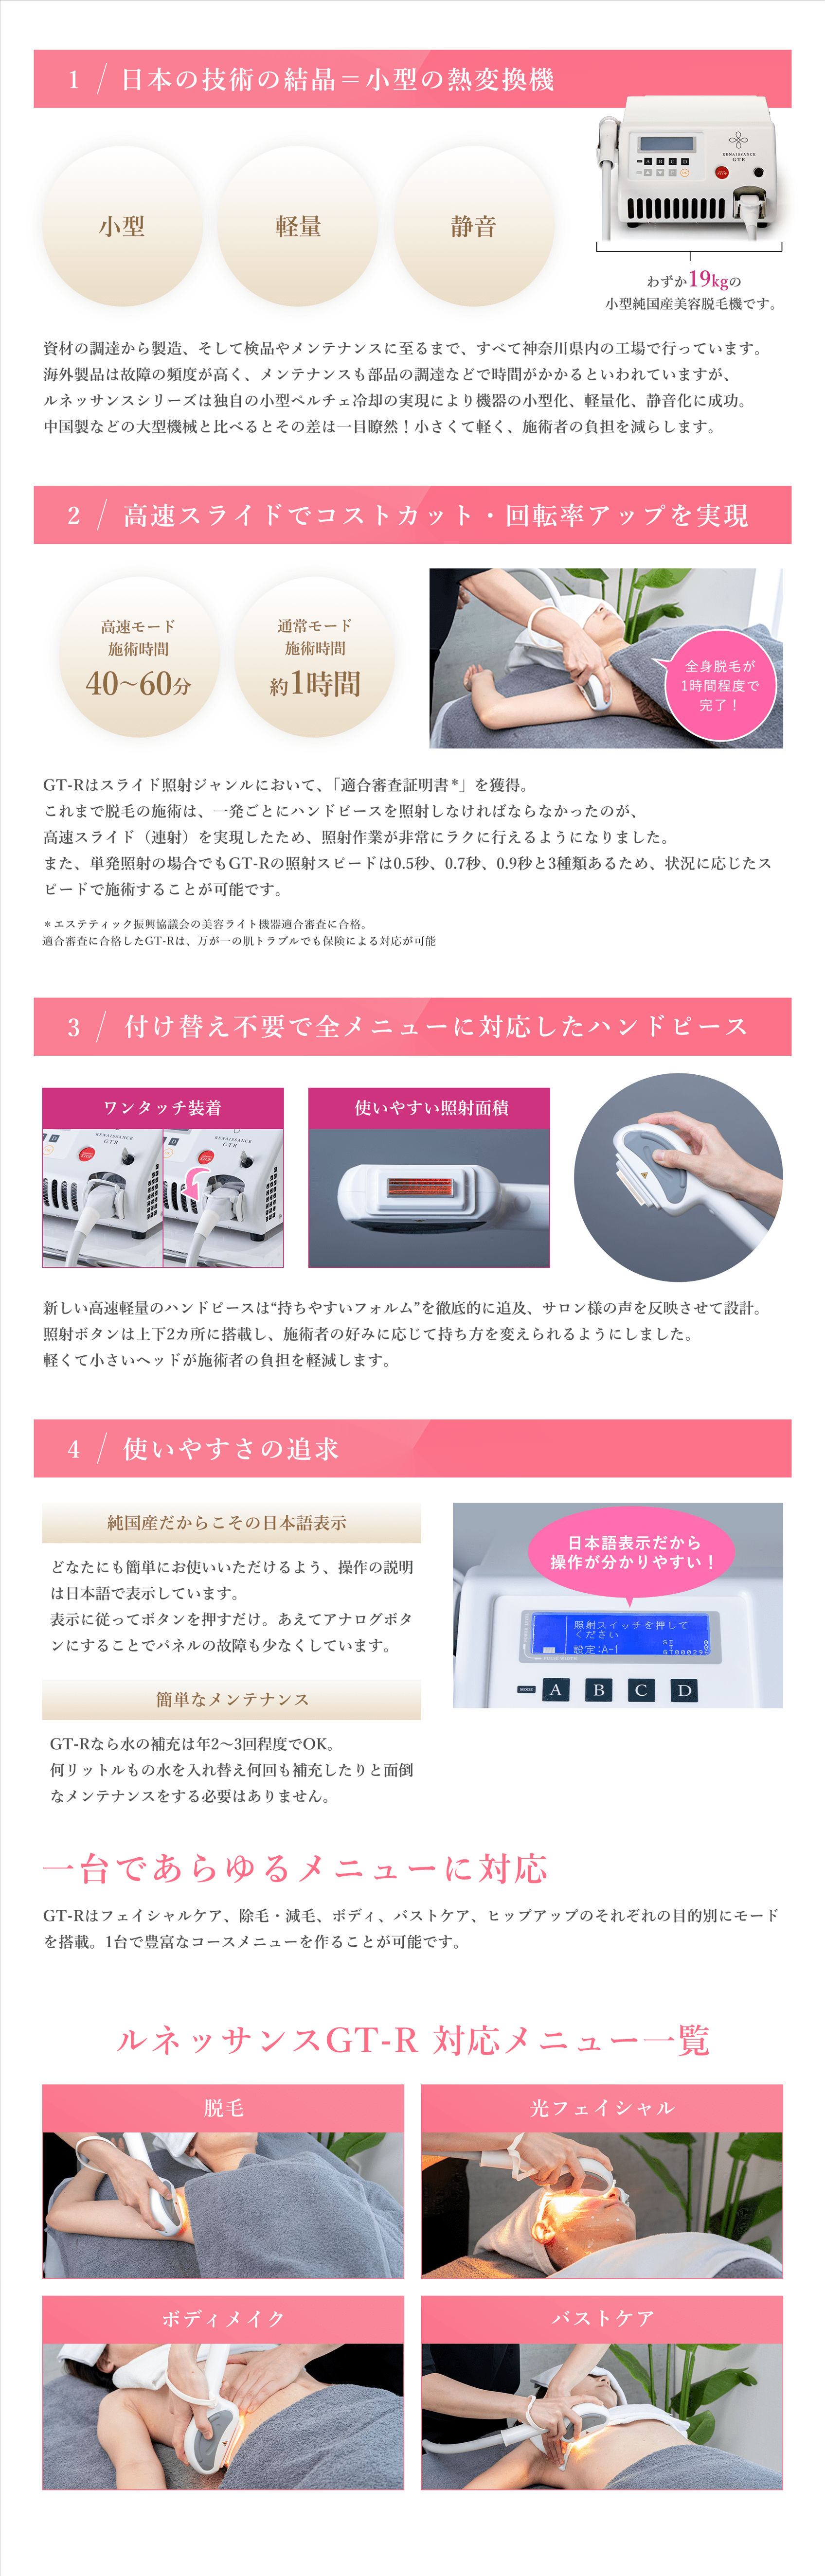 1 / 日本の技術の結晶＝小型の熱変換機
小型
軽量
静音
RENAISSANCE
GTR
A B C D
わずか19kgの
小型純国産美容脱毛機です。
資材の調達から製造、そして検品やメンテナンスに至るまで、すべて神奈川県内の工場で行っています。
海外製品は故障の頻度が高く、メンテナンスも部品の調達などで時間がかかるといわれていますが、
ルネッサンスシリーズは独自の小型ペルチェ冷却の実現により機器の小型化、軽量化、静音化に成功。
中国製などの大型機械と比べるとその差は一目瞭然！小さくて軽く、施術者の負担を減らします。
2 / 高速スライドでコストカット・回転率アップを実現
高速モード
施術時間
40〜60分
通常モード
施術時間
約1時間
全身脱毛が
1時間程度で
完了！
GT-Rはスライド照射ジャンルにおいて、「適合審査証明書＊」を獲得。
これまで脱毛の施術は、一発ごとにハンドピースを照射しなければならなかったのが、
高速スライド（連射）を実現したため、照射作業が非常にラクに行えるようになりました。
また、単発照射の場合でもGT-Rの照射スピードは0.5秒、0.7秒、0.9秒と3種類あるため、状況に応じたス
ピードで施術することが可能です。
＊エステティック振興協議会の美容ライト機器適合審査に合格。
適合審査に合格したGT-Rは、万が一の肌トラブルでも保険による対応が可能
3 / 付け替え不要で全メニューに対応したハンドピース
ワンタッチ装着
使いやすい照射面積
RENAISSANCE
GTR
RENAISSANCE
GTR
新しい高速軽量のハンドピースは“持ちやすいフォルム”を徹底的に追及、サロン様の声を反映させて設計。
照射ボタンは上下2カ所に搭載し、施術者の好みに応じて持ち方を変えられるようにしました。
軽くて小さいヘッドが施術者の負担を軽減します。
4 / 使いやすさの追求
純国産だからこその日本語表示
どなたにも簡単にお使いいただけるよう、操作の説明
は日本語で表示しています。
表示に従ってボタンを押すだけ。あえてアナログボタ
ンにすることでパネルの故障も少なくしています。
日本語表示だから
操作が分かりやすい！
照射スイッチを押して
ください
設定:A-1
MODE A B C D
簡単なメンテナンス
GT-Rなら水の補充は年2〜3回程度でOK。
何リットルもの水を入れ替え何回も補充したりと面倒
なメンテナンスをする必要はありません。
一台であらゆるメニューに対応
GT-Rはフェイシャルケア、除毛・減毛、ボディ、バストケア、ヒップアップのそれぞれの目的別にモード
を搭載。1台で豊富なコースメニューを作ることが可能です。
ルネッサンスGT-R 対応メニュー一覧
脱毛
光フェイシャル
ボディメイク
バストケア